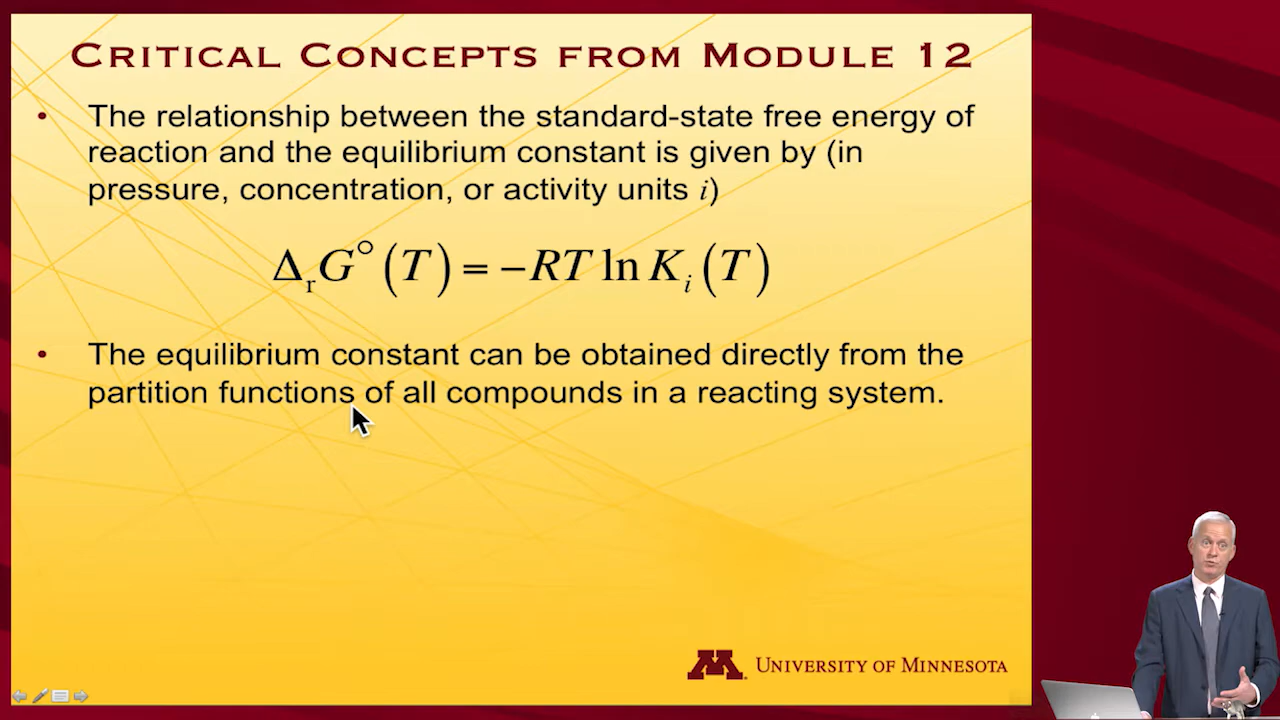 CRITICAL CONCEPTS FROM MODULE 12
• The relationship between the standard-state free energy of
reaction and the equilibrium constant is given by (in
pressure, concentration, or activity units i)
ΔrG°(T) = −RT ln Ki(T)
• The equilibrium constant can be obtained directly from the
partition functions of all compounds in a reacting system.
M UNIVERSITY OF MINNESOTA